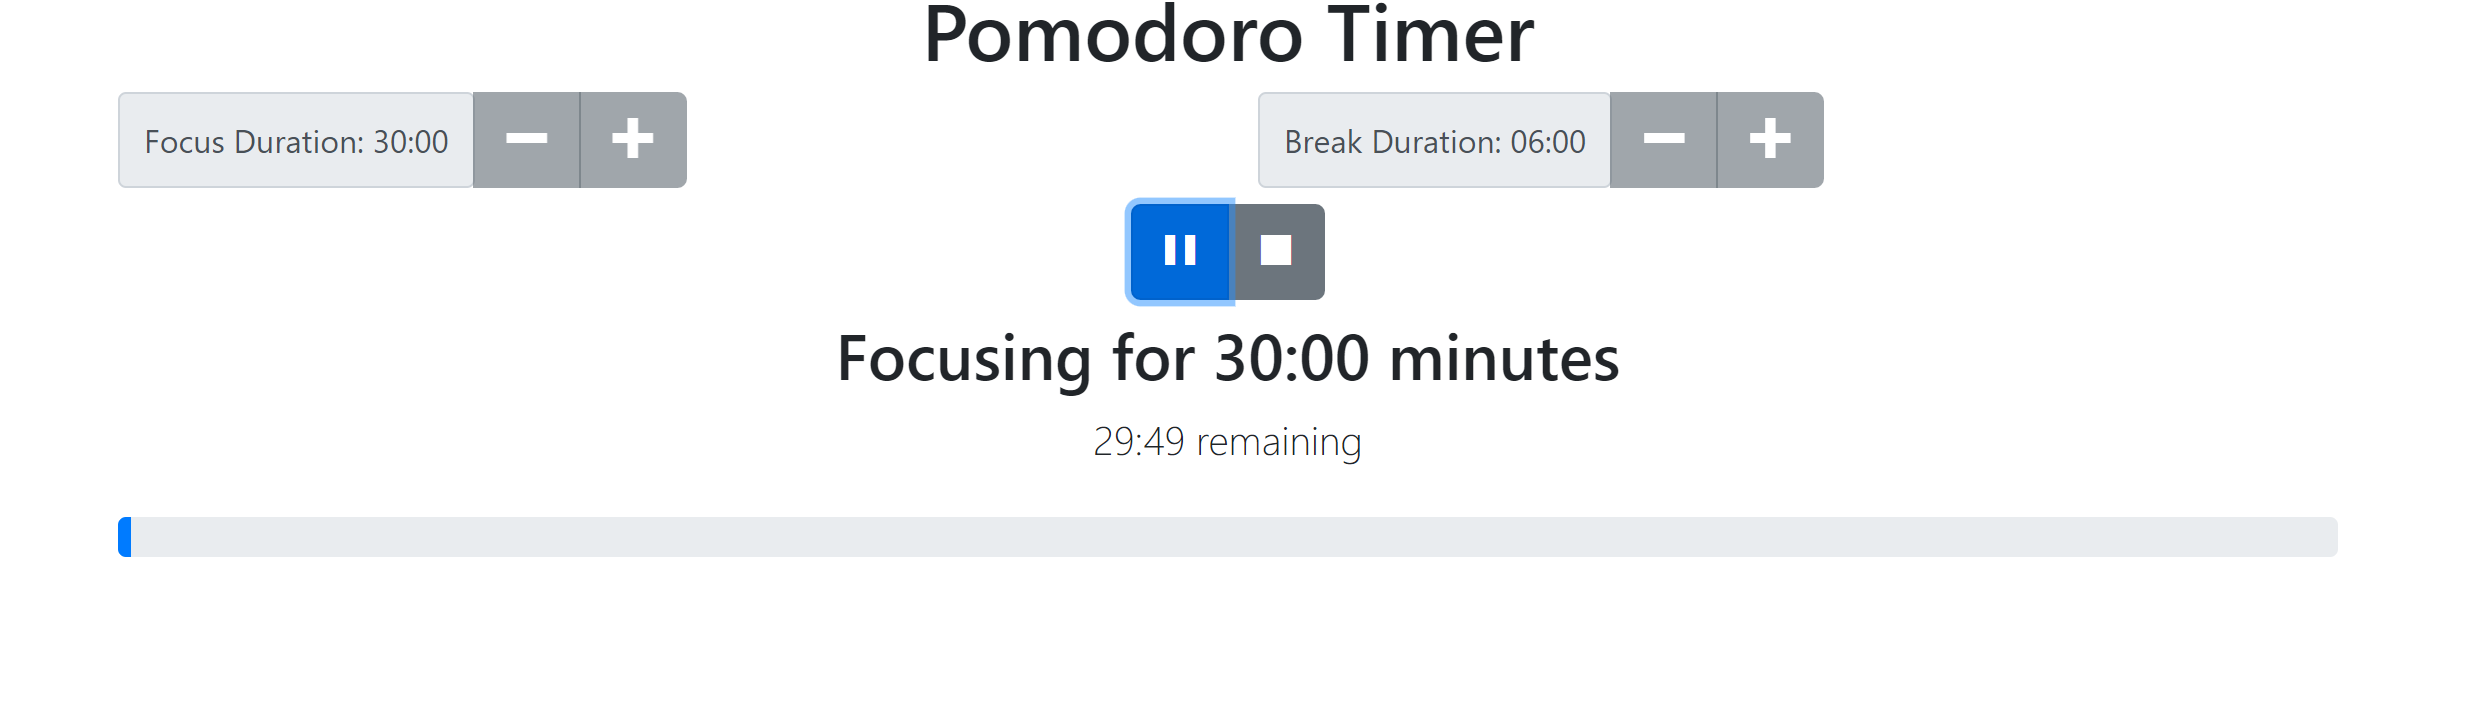 Pomodoro Timer
Focus Duration: 30:00
Break Duration: 06:00
Focusing for 30:00 minutes
29:49 remaining